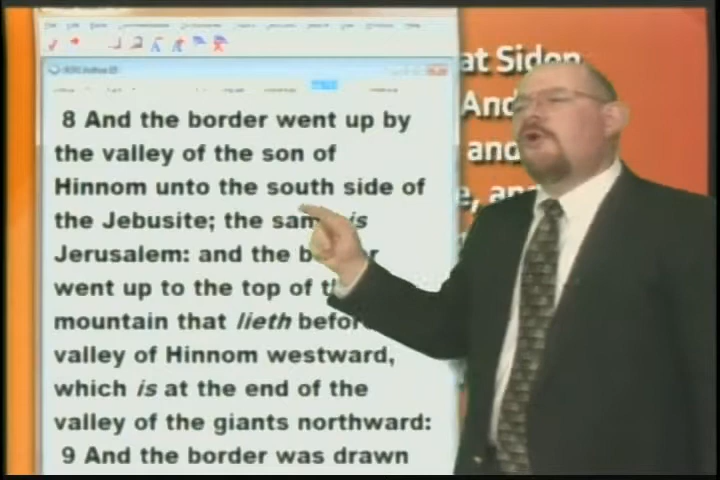 8 And the border went up by
the valley of the son of
Hinnom unto the south side of
the Jebusite; the same is
Jerusalem: and the
went up to the top of
mountain that lieth before
valley of Hinnom westward,
which is at the end of the
valley of the giants northward:
9 And the border was drawn
at Sidon
And
and